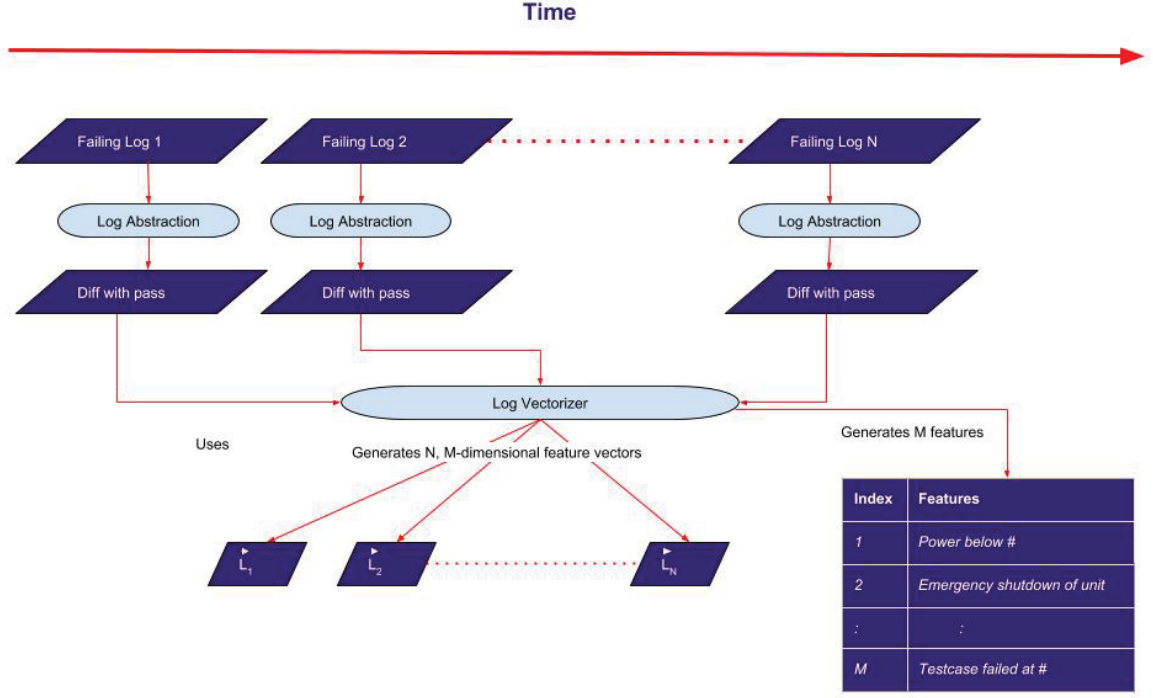 Time
Failing Log 1
Failing Log 2
Failing Log N
Log Abstraction
Log Abstraction
Log Abstraction
Diff with pass
Diff with pass
Diff with pass
Log Vectorizer
Uses
Generates N, M-dimensional feature vectors
Generates M features
L1
L2
LN
Index Features
1 Power below #
2 Emergency shutdown of unit
: :
M Testcase failed at #